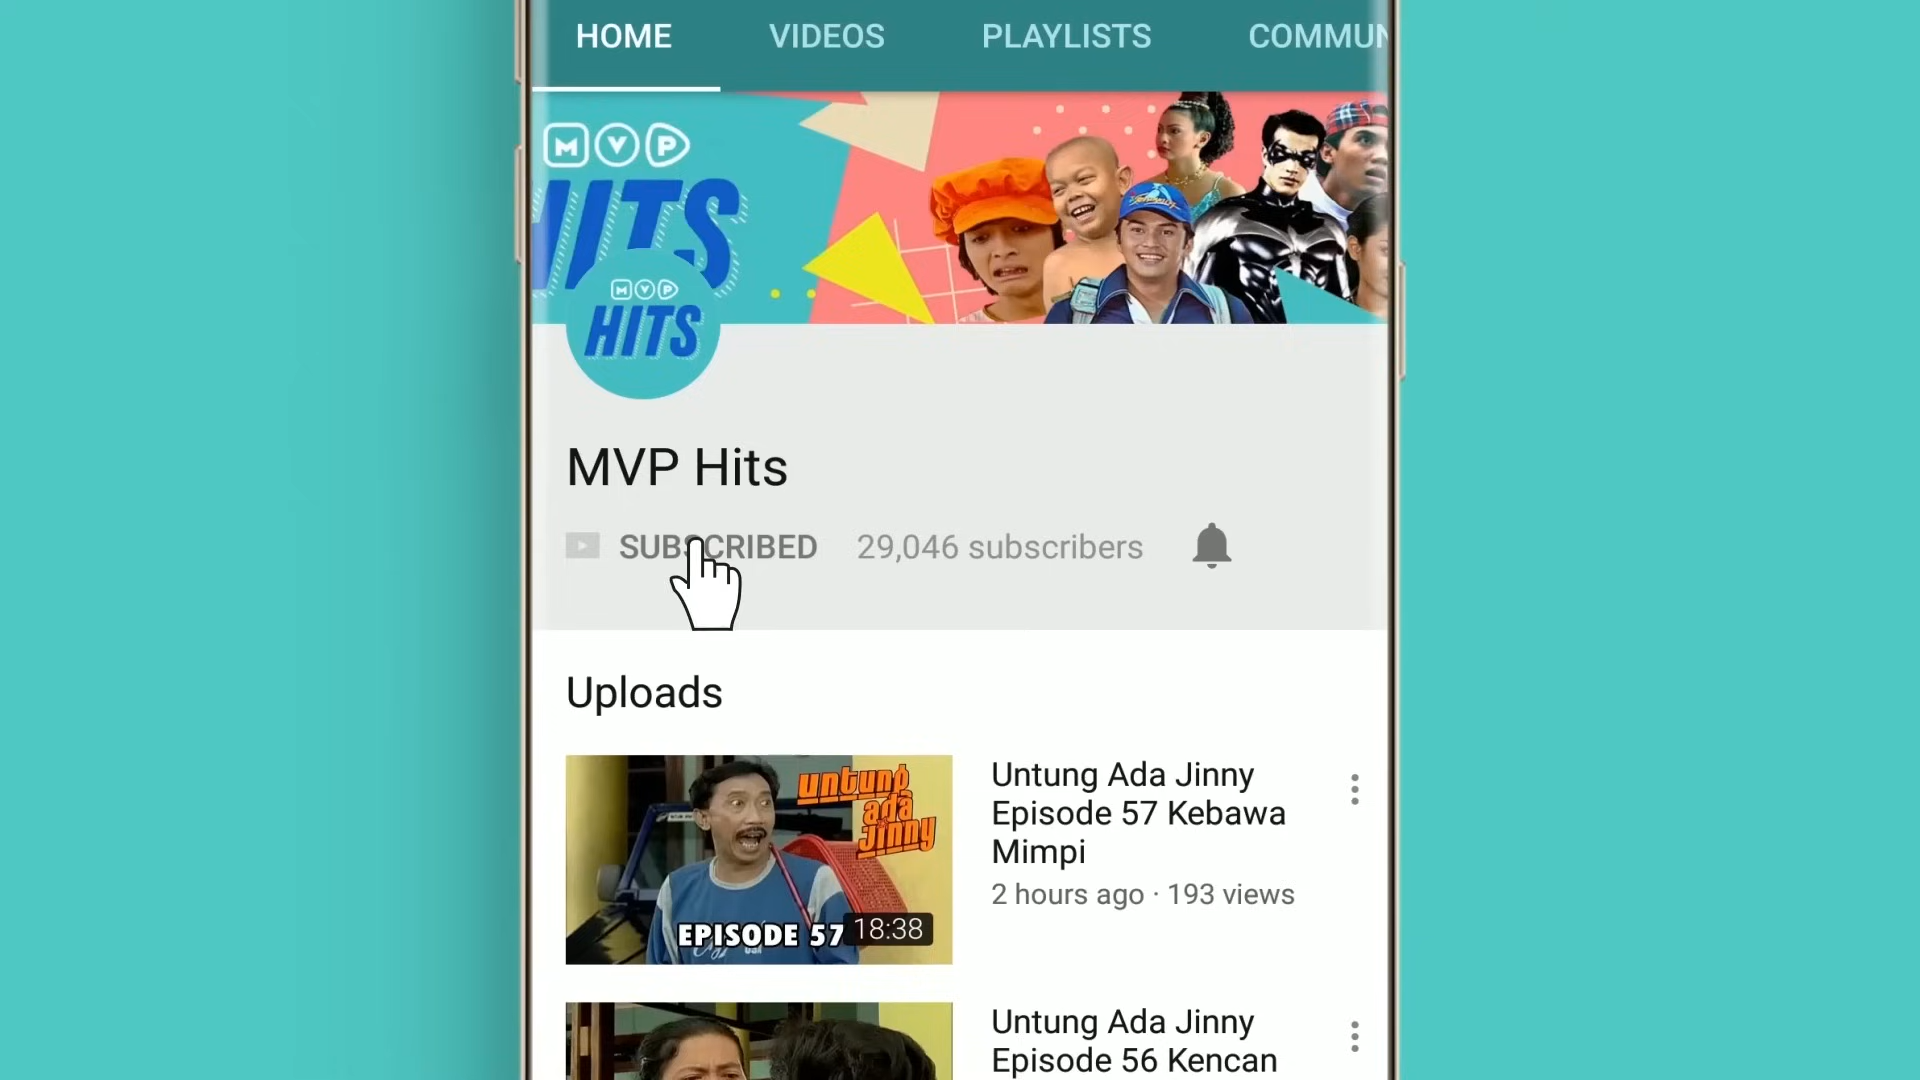 HOME VIDEOS PLAYLISTS COMMUN
MVP
HITS
MVP
HITS
MVP Hits
SUBSCRIBED 29,046 subscribers
Uploads
untung
ada
jinny
EPISODE 57
18:38
Untung Ada Jinny
Episode 57 Kebawa
Mimpi
2 hours ago · 193 views
Untung Ada Jinny
Episode 56 Kencan